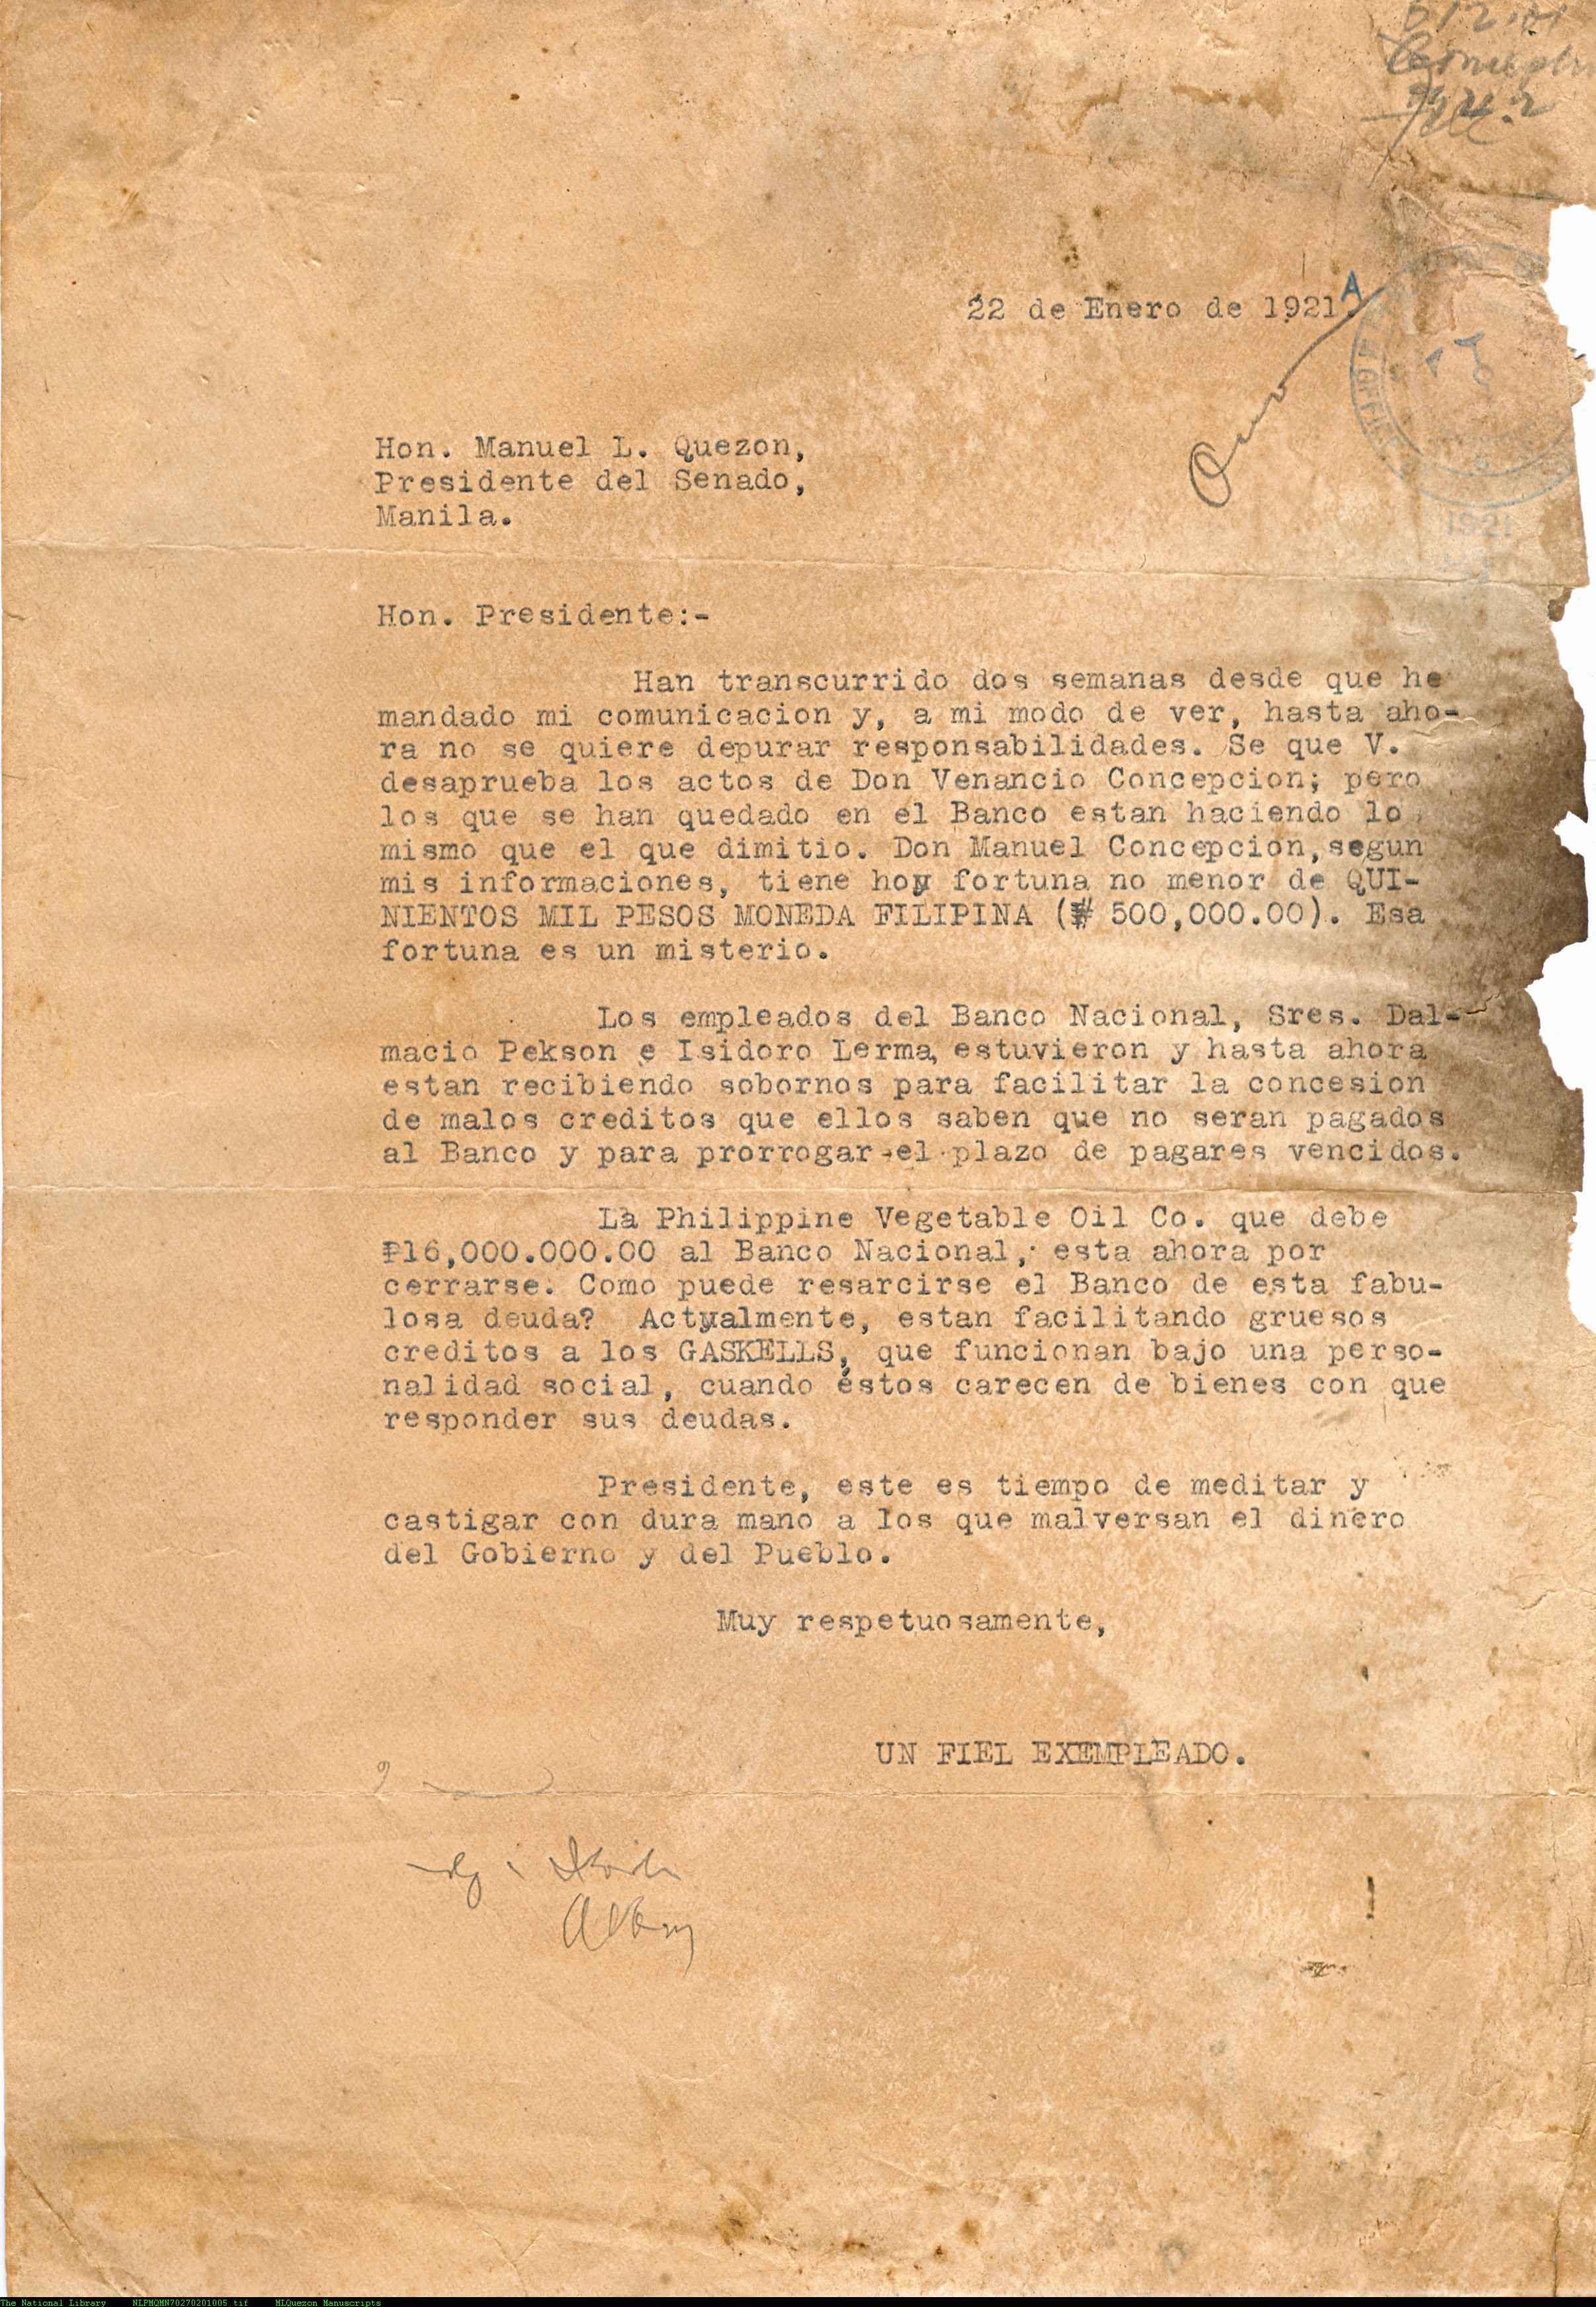 22 de Enero de 1921.
A
1921
Hon. Manuel L. Quezon,
Presidente del Senado,
Manila.
Hon. Presidente:-
Han transcurrido dos semanas desde que he
mandado mi comunicacion y, a mi modo de ver, hasta aho-
ra no se quiere depurar responsabilidades. Se que V.
desaprueba los actos de Don Venancio Concepcion; pero
los que se han quedado en el Banco estan haciendo lo
mismo que el que dimitio. Don Manuel Concepcion, segun
mis informaciones, tiene hoy fortuna no menor de QUI-
NIENTOS MIL PESOS MONEDA FILIPINA (₱ 500,000.00). Esa
fortuna es un misterio.
Los empleados del Banco Nacional, Sres. Dal-
macio Pekson e Isidoro Lerma, estuvieron y hasta ahora
estan recibiendo sobornos para facilitar la concesion
de malos creditos que ellos saben que no seran pagados
al Banco y para prorrogar el plazo de pagares vencidos.
La Philippine Vegetable Oil Co. que debe
₱16,000.000.00 al Banco Nacional, esta ahora por
cerrarse. Como puede resarcirse el Banco de esta fabu-
losa deuda? Actualmente, estan facilitando gruesos
creditos a los GASKELLS, que funcionan bajo una perso-
nalidad social, cuando éstos carecen de bienes con que
responder sus deudas.
Presidente, este es tiempo de meditar y
castigar con dura mano a los que malversan el dinero
del Gobierno y del Pueblo.
Muy respetuosamente,
UN FIEL EXEMPLEADO.
The National Library NLPMQMN70270201005.tif MLQuezon Manuscripts